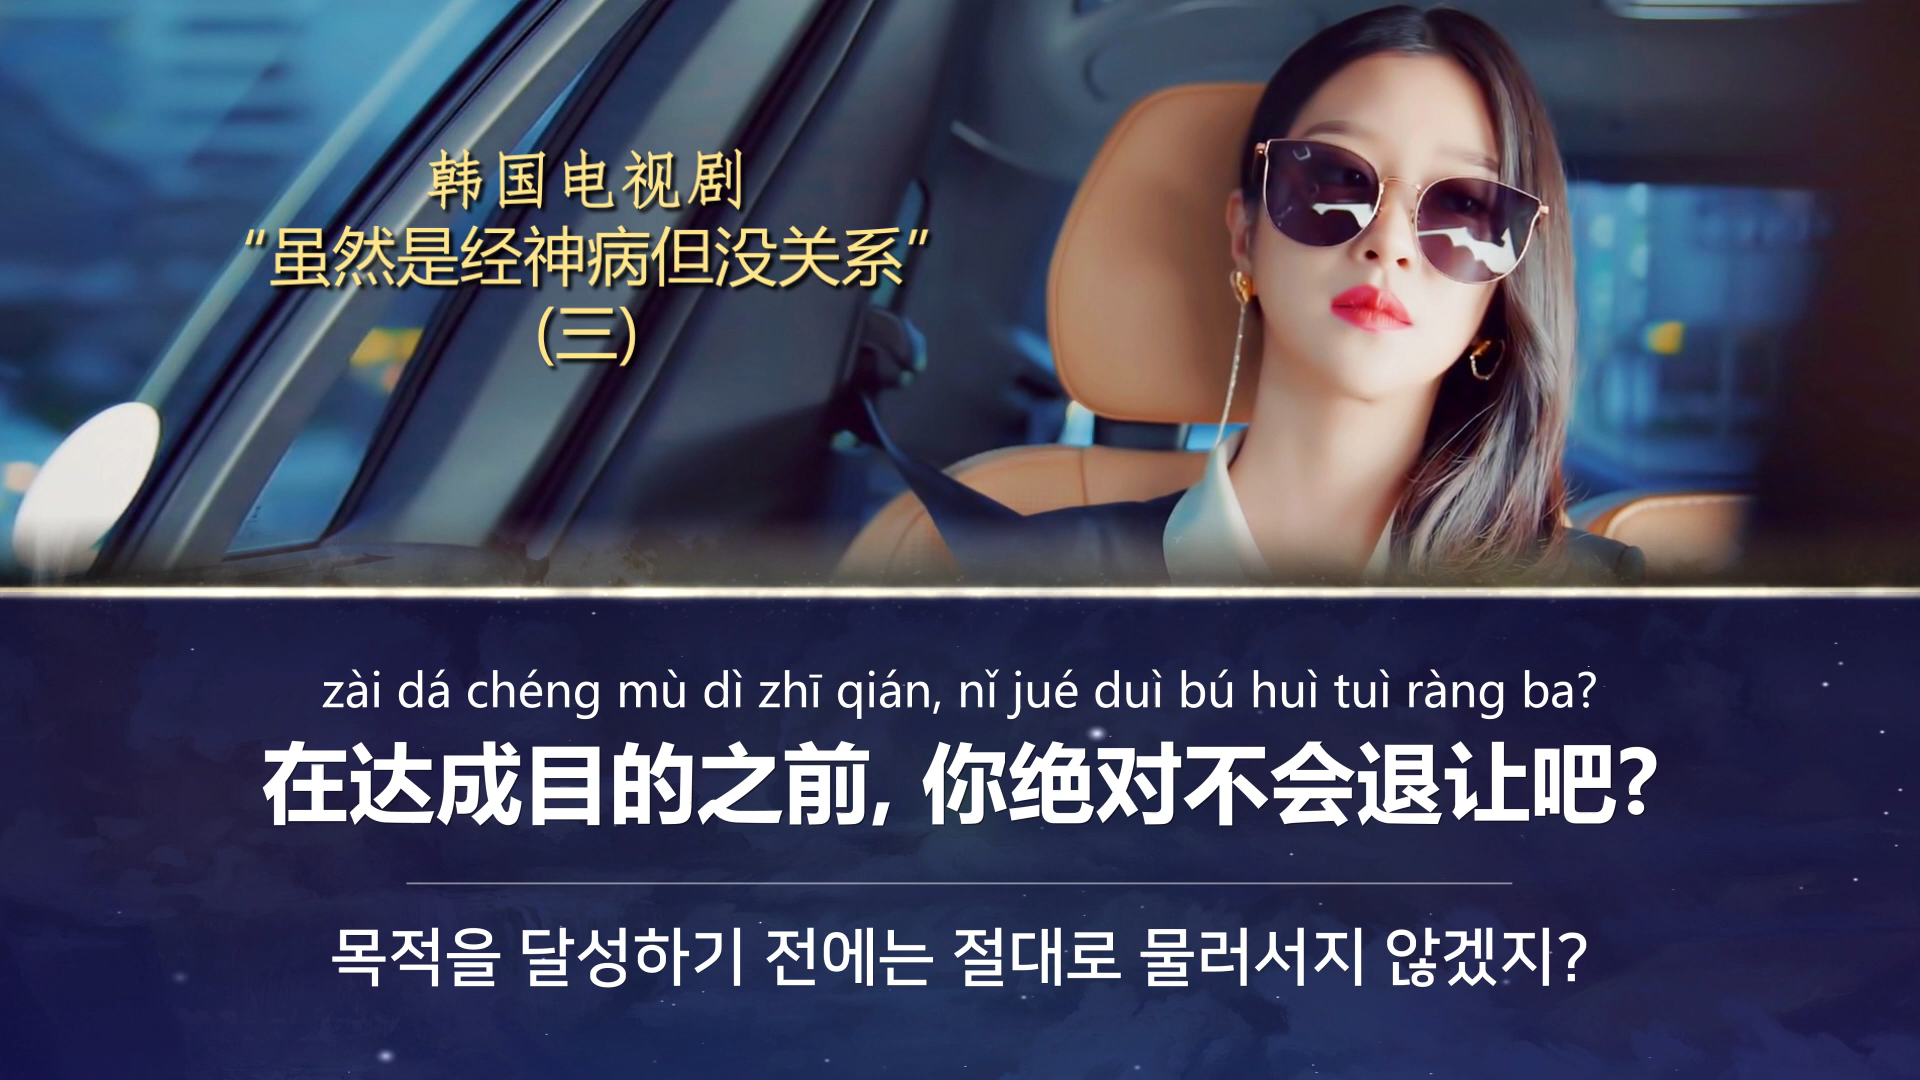 韩国电视剧
“虽然是经神病但没关系”
(三)
zài dá chéng mù dì zhī qián, nǐ jué duì bú huì tuì ràng ba?
在达成目的之前, 你绝对不会退让吧?
목적을 달성하기 전에는 절대로 물러서지 않겠지?